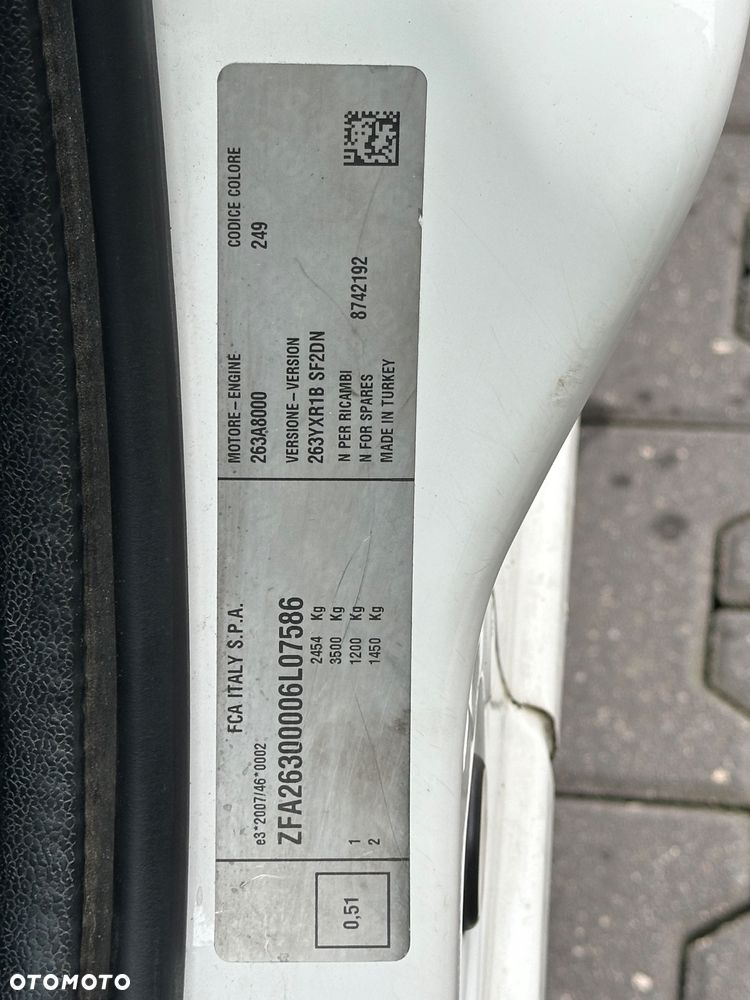 FCA ITALY S.P.A.
e3*2007/46*0002
ZFA26300006L07586
2454 Kg
3500 Kg
1 1200 Kg
2 1450 Kg
0,51
MOTORE-ENGINE CODICE COLORE
263A8000 249
VERSIONE-VERSION
263YXR1B SF2DN
N PER RICAMBI
N FOR SPARES 8742192
MADE IN TURKEY
OTOMOTO